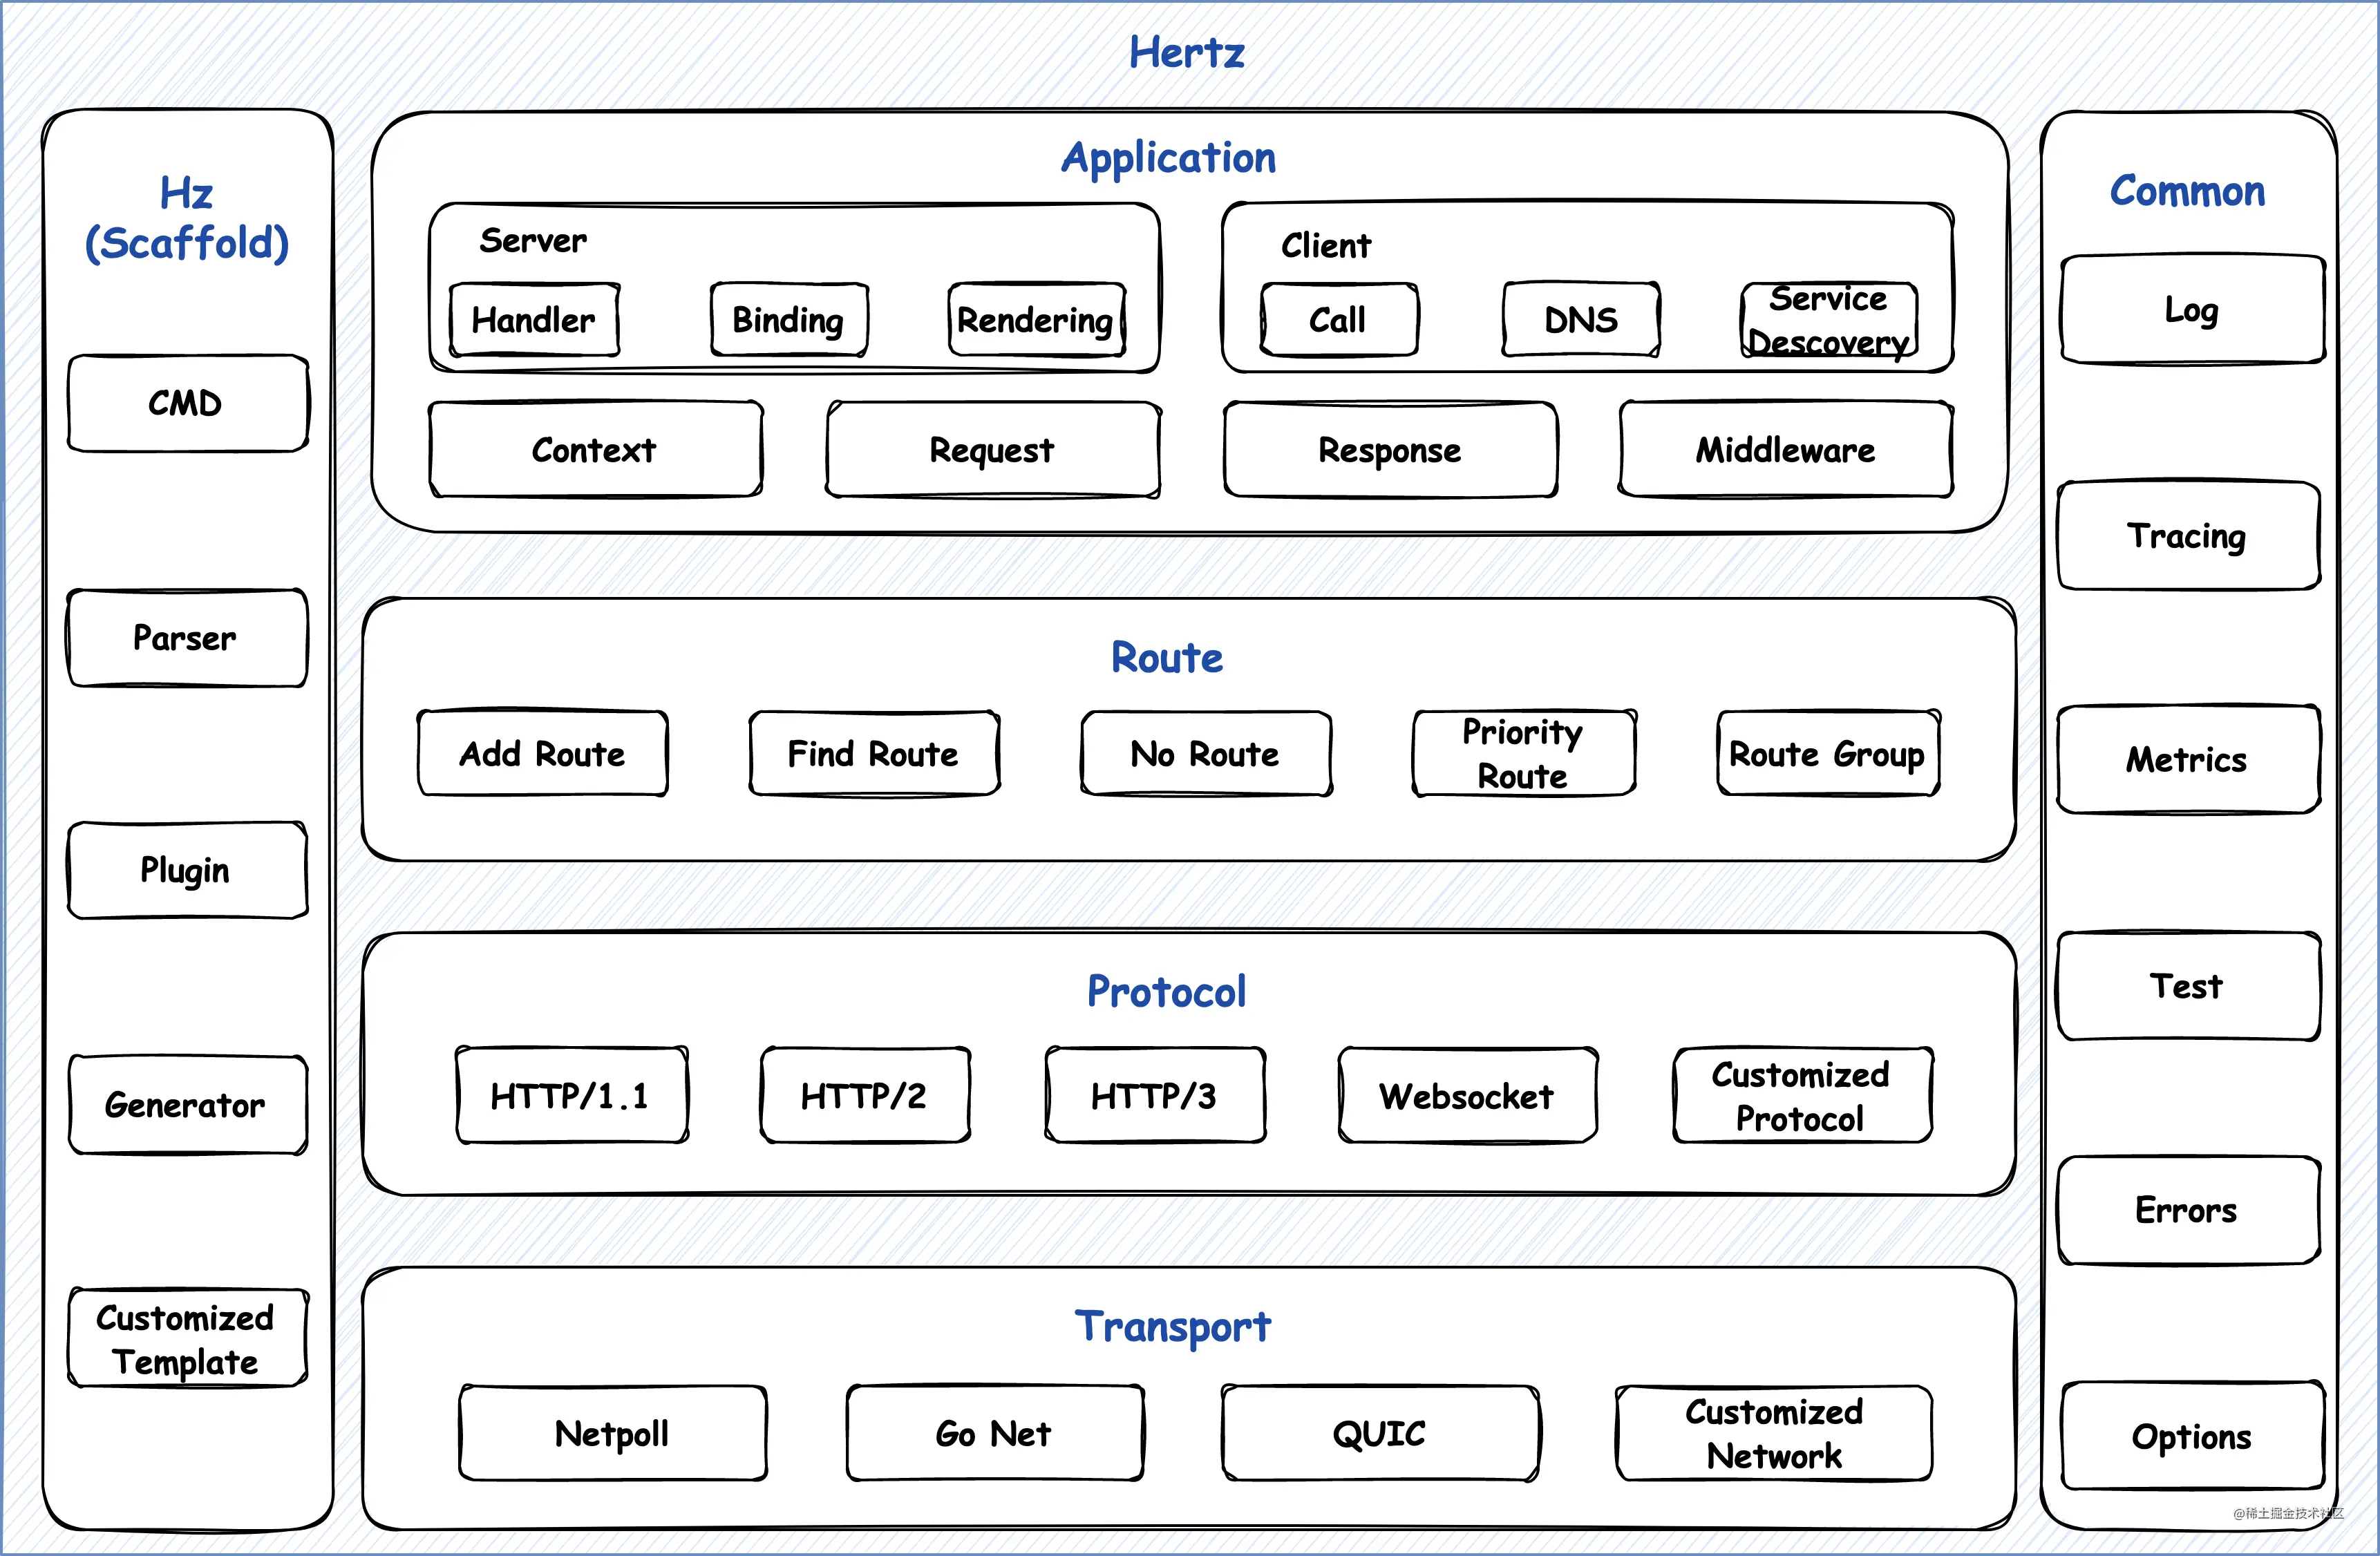 Hertz
Hz
(Scaffold)
CMD
Parser
Plugin
Generator
Customized
Template
Application
Server
Handler
Binding
Rendering
Client
Call
DNS
Service
Descovery
Context
Request
Response
Middleware
Route
Add Route
Find Route
No Route
Priority
Route
Route Group
Protocol
HTTP/1.1
HTTP/2
HTTP/3
Websocket
Customized
Protocol
Transport
Netpoll
Go Net
QUIC
Customized
Network
Common
Log
Tracing
Metrics
Test
Errors
Options
@稀土掘金技术社区